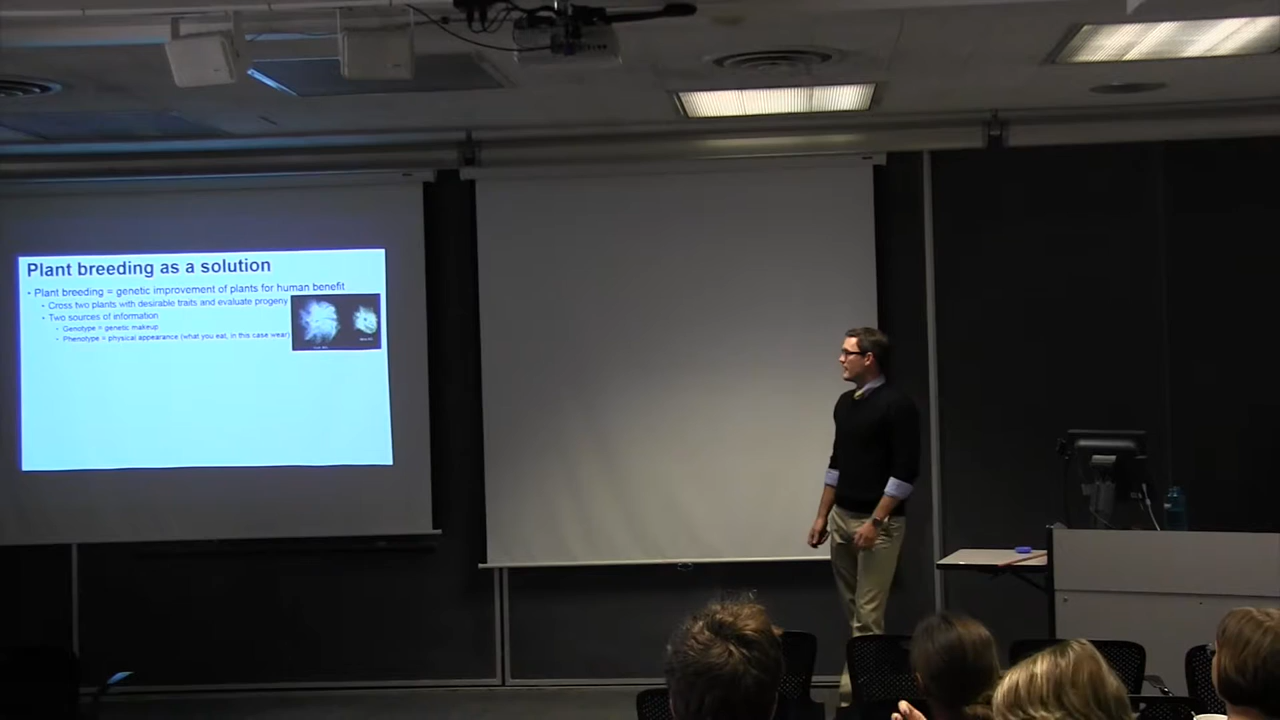 Plant breeding as a solution
• Plant breeding = genetic improvement of plants for human benefit
• Cross two plants with desirable traits and evaluate progeny
• Two sources of information
• Genotype = genetic makeup
• Phenotype = physical appearance (what you eat, in this case wear)